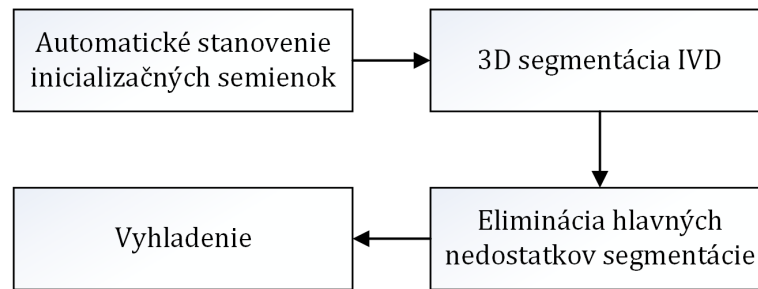 Automatické stanovenie
inicializačných semienok
3D segmentácia IVD
Eliminácia hlavných
nedostatkov segmentácie
Vyhladenie